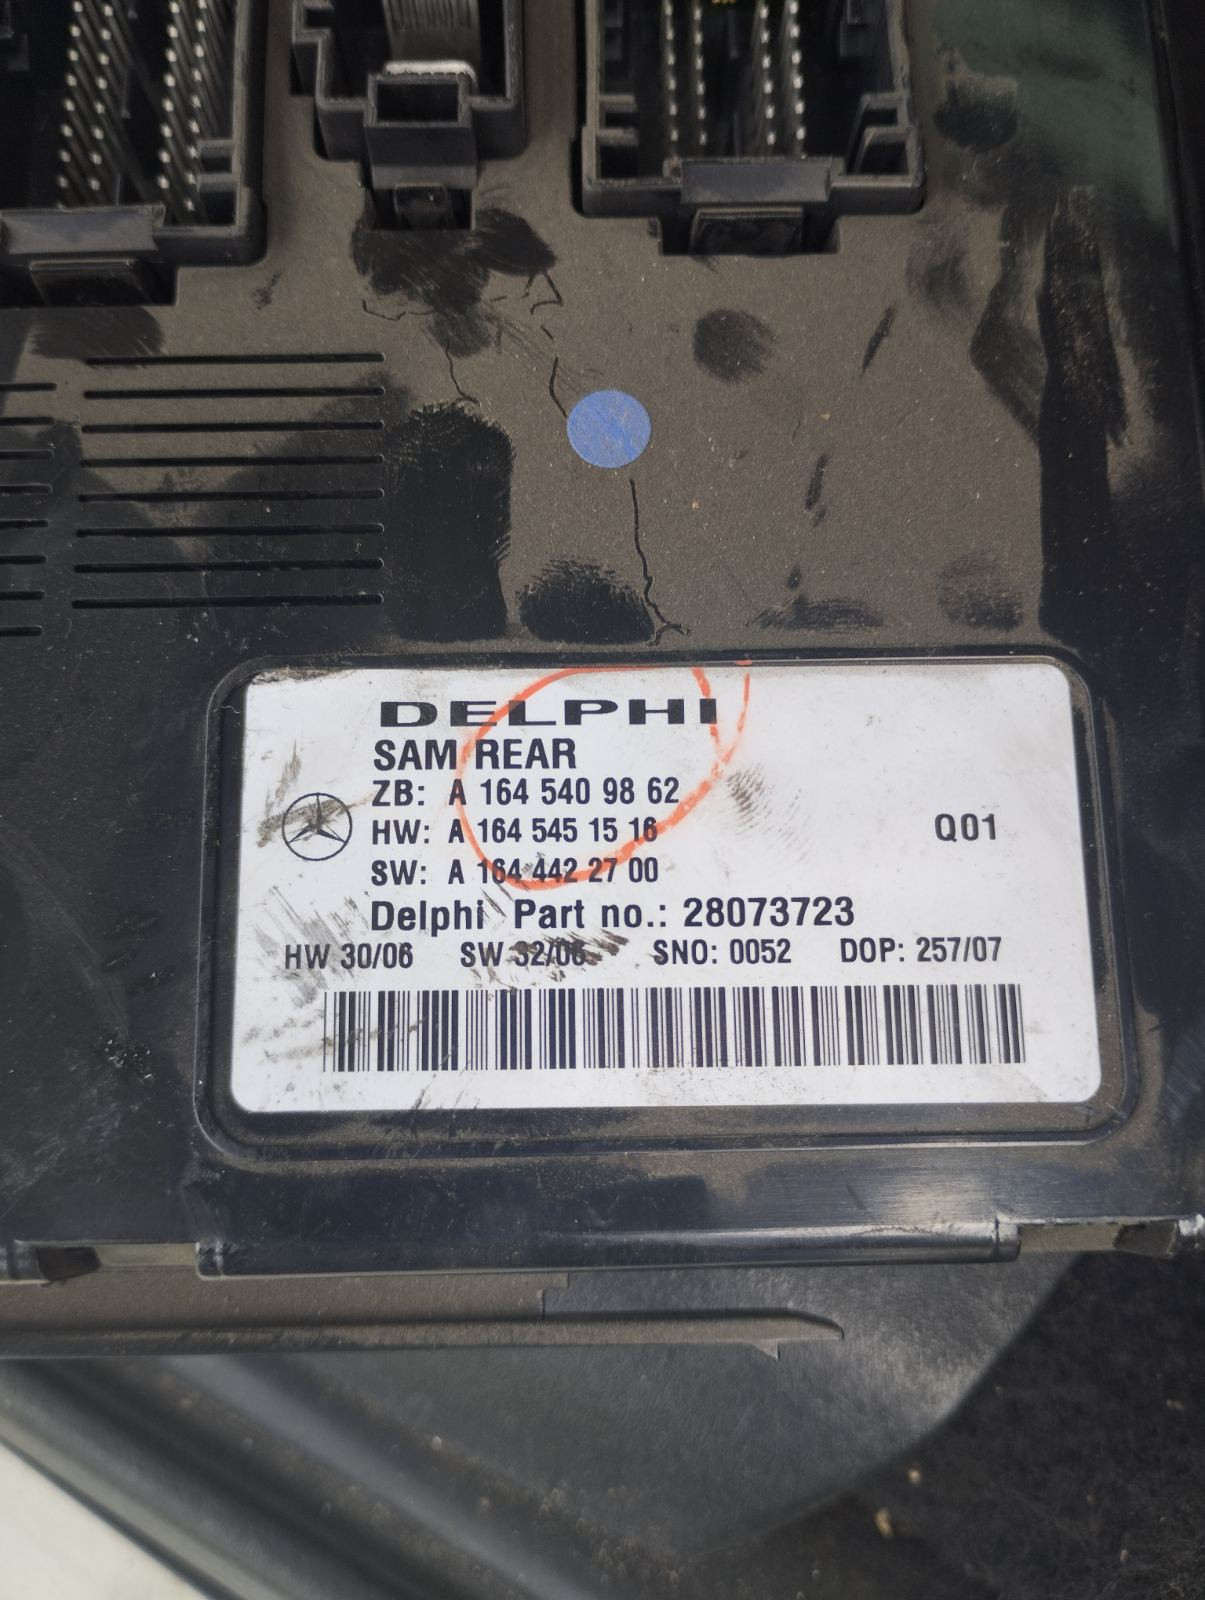 DELPHI
SAM REAR
ZB: A 164 540 98 62
HW: A 164 545 15 16
Q01
SW: A 164 442 27 00
Delphi Part no.: 28073723
HW 30/06 SW 32/06 SNO: 0052 DOP: 257/07